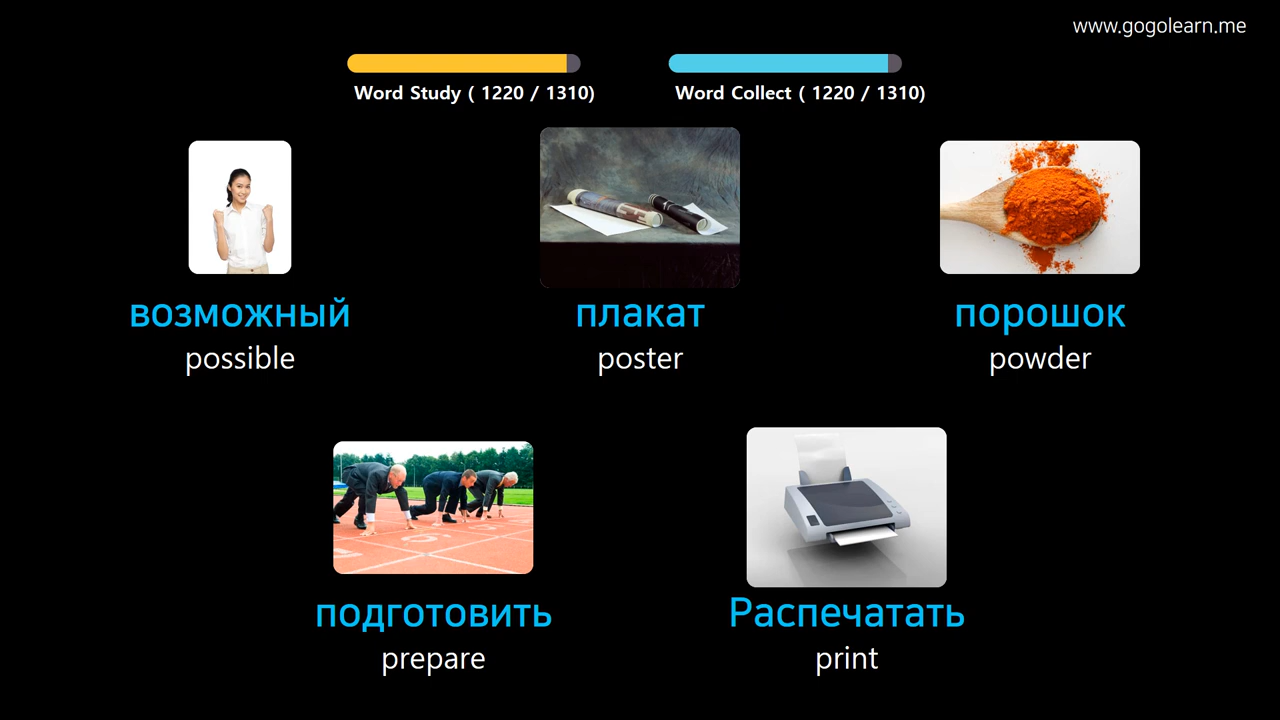 www.gogolearn.me
Word Study ( 1220 / 1310)
Word Collect ( 1220 / 1310)
возможный
possible
плакат
poster
порошок
powder
подготовить
prepare
Распечатать
print